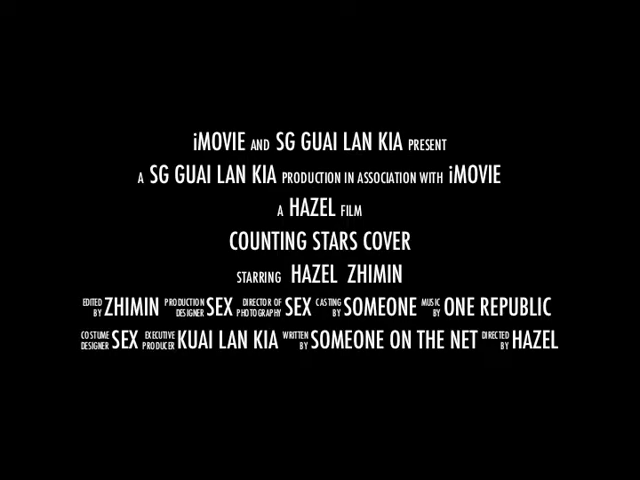 iMOVIE AND SG GUAI LAN KIA PRESENT
A SG GUAI LAN KIA PRODUCTION IN ASSOCIATION WITH iMOVIE
A HAZEL FILM
COUNTING STARS COVER
STARRING HAZEL ZHIMIN
EDITED BY ZHIMIN PRODUCTION DESIGNER SEX DIRECTOR OF PHOTOGRAPHY SEX CASTING BY SOMEONE MUSIC BY ONE REPUBLIC
COSTUME DESIGNER SEX EXECUTIVE PRODUCER KUAI LAN KIA WRITTEN BY SOMEONE ON THE NET DIRECTED BY HAZEL